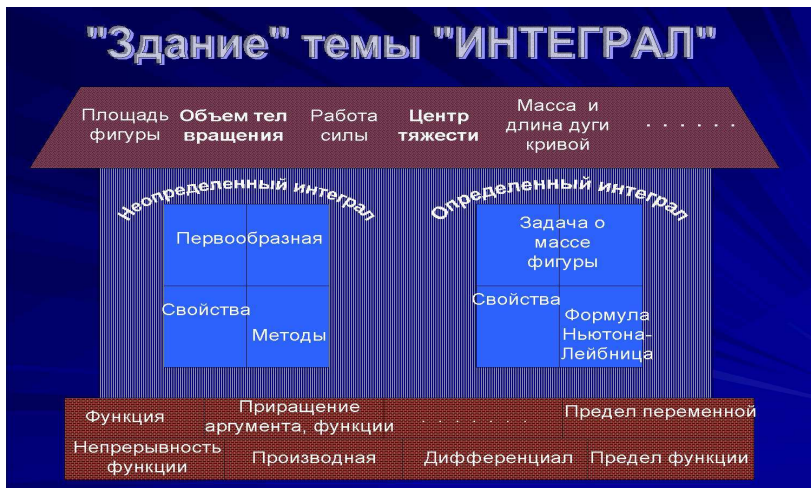 "Здание" темы "ИНТЕГРАЛ"
Площадь
фигуры
Объем тел
вращения
Работа
силы
Центр
тяжести
Масса и
длина дуги
кривой
. . . . . .
Неопределенный интеграл
Определенный интеграл
Первообразная
Свойства
Методы
Задача о
массе
фигуры
Свойства
Формула
Ньютона-
Лейбница
Функция
Приращение
аргумента, функции
. . . . . . .
Предел переменной
Непрерывность
функции
Производная
Дифференциал
Предел функции